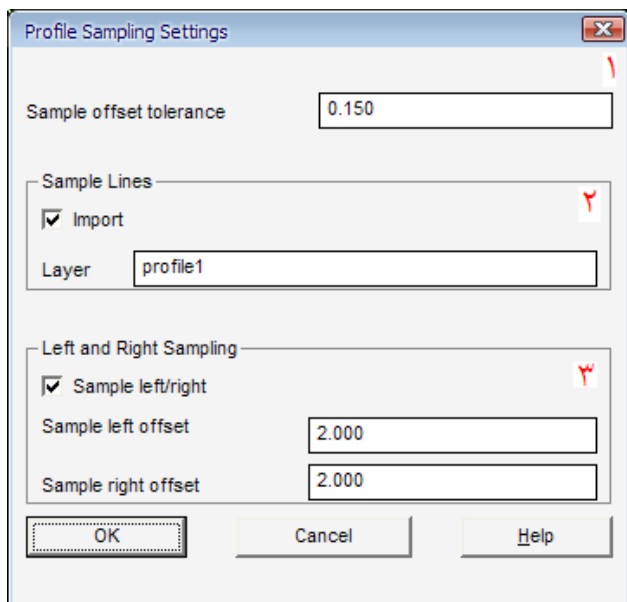 Profile Sampling Settings
۱
Sample offset tolerance 0.150
Sample Lines
۲
Import
Layer profile1
Left and Right Sampling
۳
Sample left/right
Sample left offset 2.000
Sample right offset 2.000
OK Cancel Help